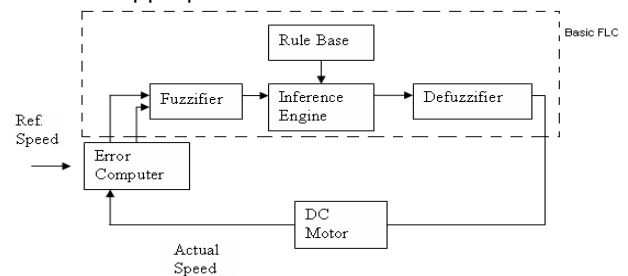 Basic FLC
Rule Base
Fuzzifier
Inference
Engine
Defuzzifier
Ref.
Speed
Error
Computer
DC
Motor
Actual
Speed